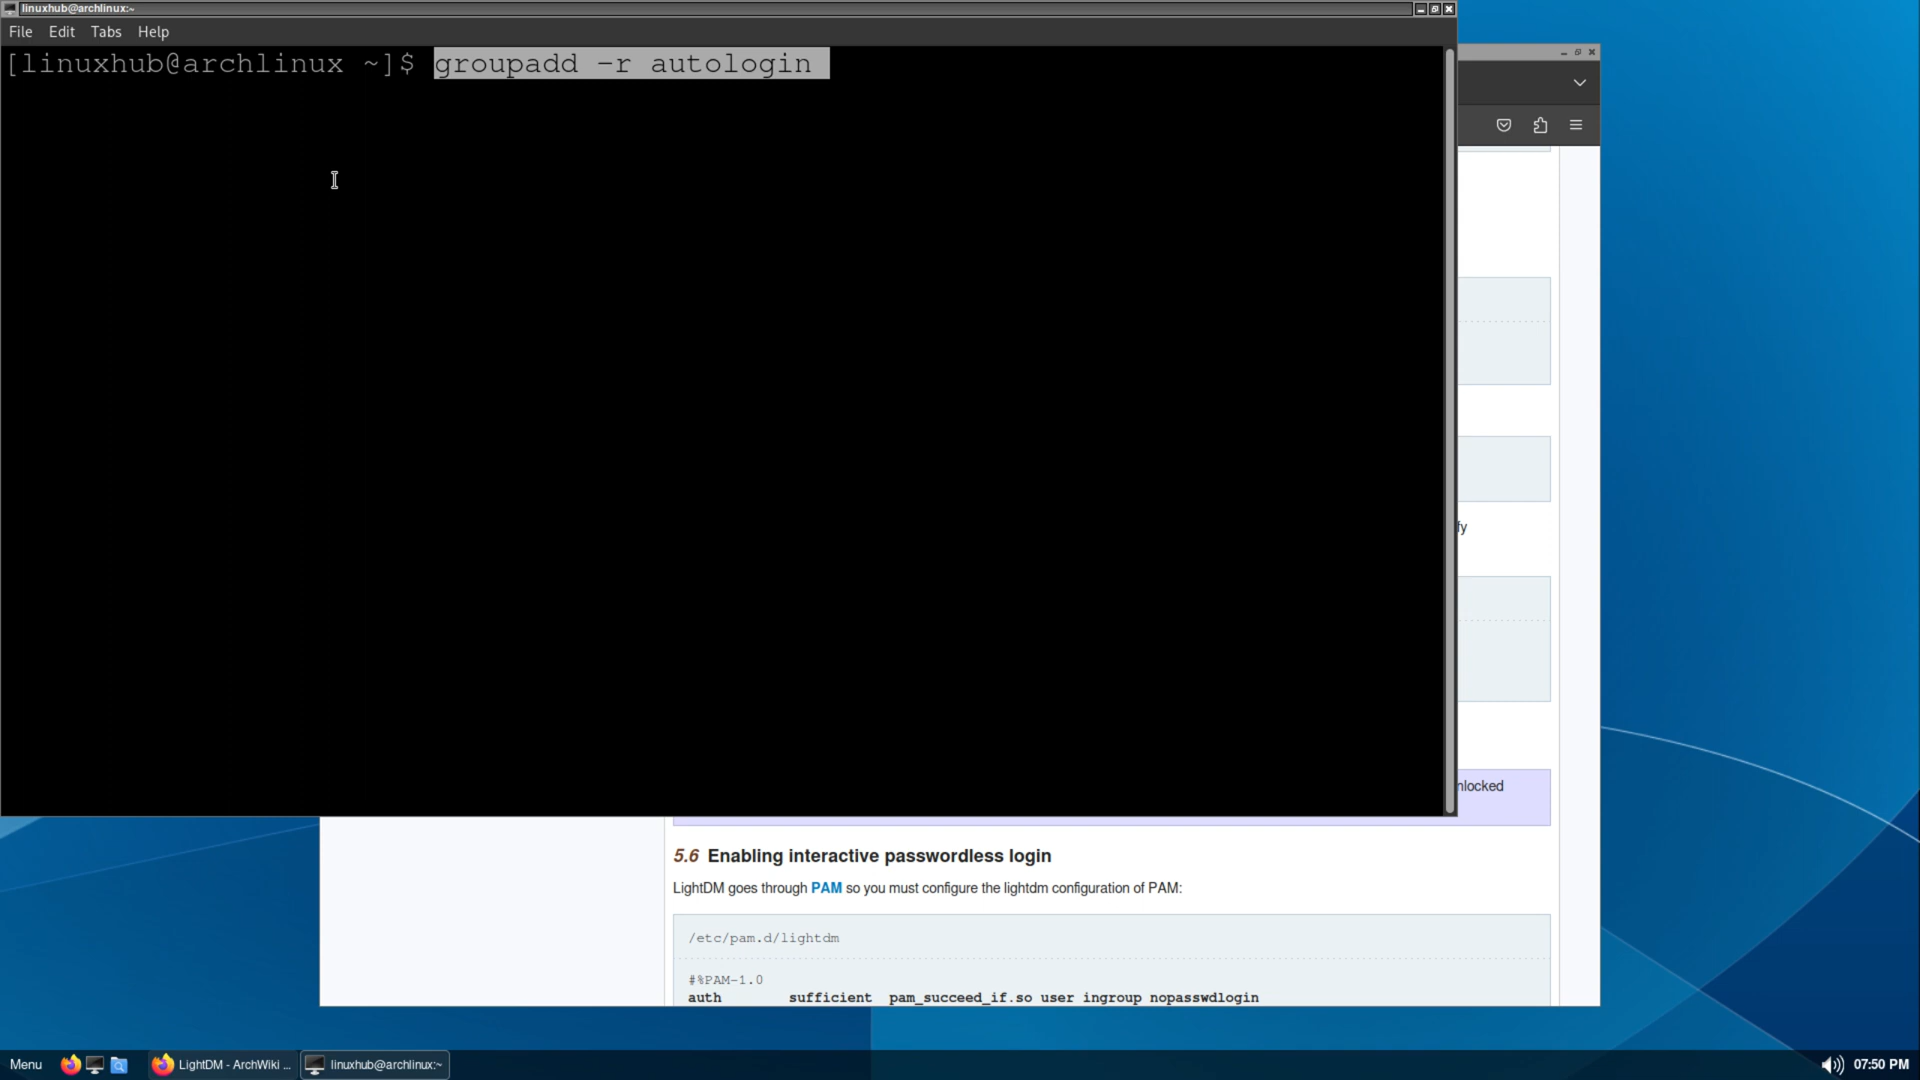 linuxhub@archlinux:~
File Edit Tabs Help
[linuxhub@archlinux ~]$ groupadd -r autologin
fy
nlocked
5.6 Enabling interactive passwordless login
LightDM goes through PAM so you must configure the lightdm configuration of PAM:
/etc/pam.d/lightdm
#%PAM-1.0
auth sufficient pam_succeed_if.so user ingroup nopasswdlogin
Menu LightDM - ArchWiki ... linuxhub@archlinux:~ 07:50 PM